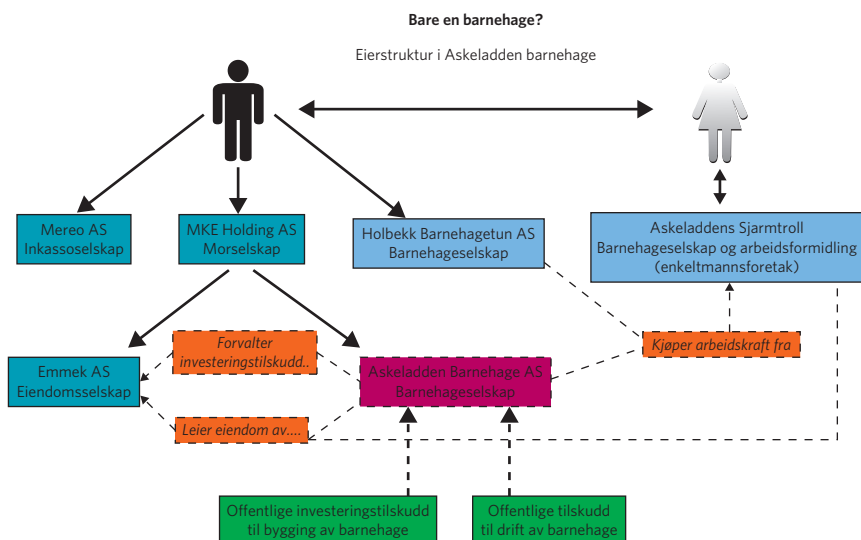 Bare en barnehage?
Eierstruktur i Askeladden barnehage
Mereo AS
Inkassoselskap
MKE Holding AS
Morselskap
Holbekk Barnehagetun AS
Barnehageselskap
Askeladdens Sjarmtroll
Barnehageselskap og arbeidsformidling
(enkeltmannsforetak)
Forvalter
investeringstilskudd..
Kjøper arbeidskraft fra
Emmek AS
Eiendomsselskap
Askeladden Barnehage AS
Barnehageselskap
Leier eiendom av....
Offentlige investeringstilskudd
til bygging av barnehage
Offentlige tilskudd
til drift av barnehage